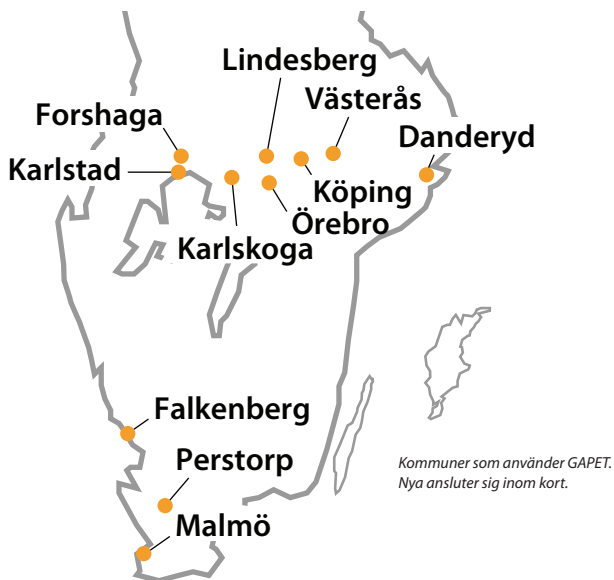 Lindesberg
Västerås
Forshaga
Danderyd
Karlstad
Köping
Örebro
Karlskoga
Falkenberg
Perstorp
Malmö
Kommuner som använder GAPET.
Nya ansluter sig inom kort.